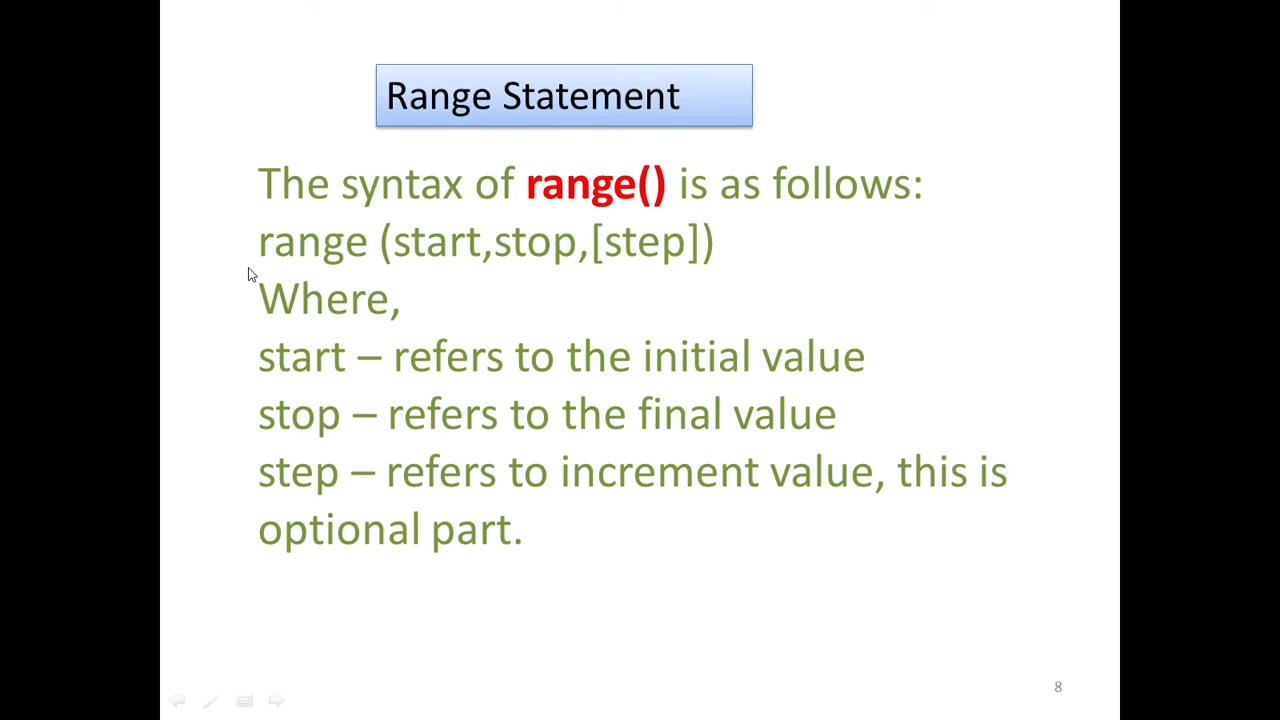 Range Statement
The syntax of range() is as follows:
range (start,stop,[step])
Where,
start – refers to the initial value
stop – refers to the final value
step – refers to increment value, this is
optional part.
8